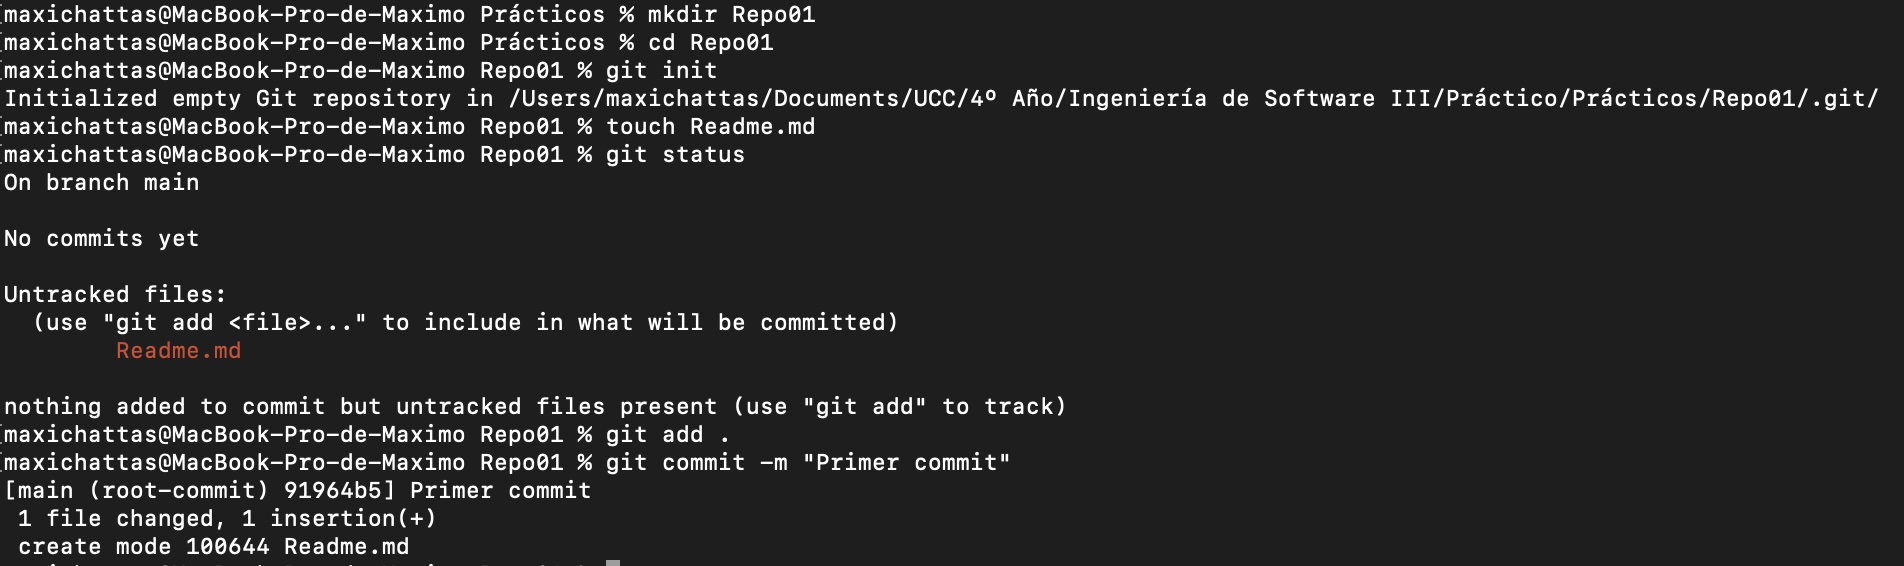 [maxichattas@MacBook-Pro-de-Maximo Prácticos % mkdir Repo01
[maxichattas@MacBook-Pro-de-Maximo Prácticos % cd Repo01
[maxichattas@MacBook-Pro-de-Maximo Repo01 % git init
Initialized empty Git repository in /Users/maxichattas/Documents/UCC/4º Año/Ingeniería de Software III/Práctico/Prácticos/Repo01/.git/
[maxichattas@MacBook-Pro-de-Maximo Repo01 % touch Readme.md
[maxichattas@MacBook-Pro-de-Maximo Repo01 % git status
On branch main
No commits yet
Untracked files:
  (use "git add <file>..." to include in what will be committed)
        Readme.md
nothing added to commit but untracked files present (use "git add" to track)
[maxichattas@MacBook-Pro-de-Maximo Repo01 % git add .
[maxichattas@MacBook-Pro-de-Maximo Repo01 % git commit -m "Primer commit"
[main (root-commit) 91964b5] Primer commit
 1 file changed, 1 insertion(+)
 create mode 100644 Readme.md